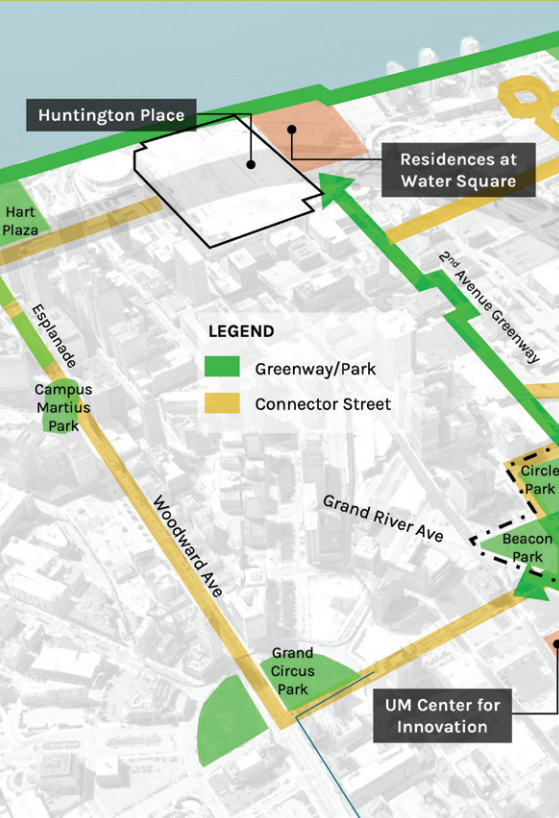 Huntington Place
Residences at
Water Square
Hart
Plaza
2nd Avenue Greenway
Esplanade
LEGEND
Greenway/Park
Connector Street
Campus
Martius
Park
Circle
Park
Grand River Ave
Woodward Ave
Beacon
Park
Grand
Circus
Park
UM Center for
Innovation